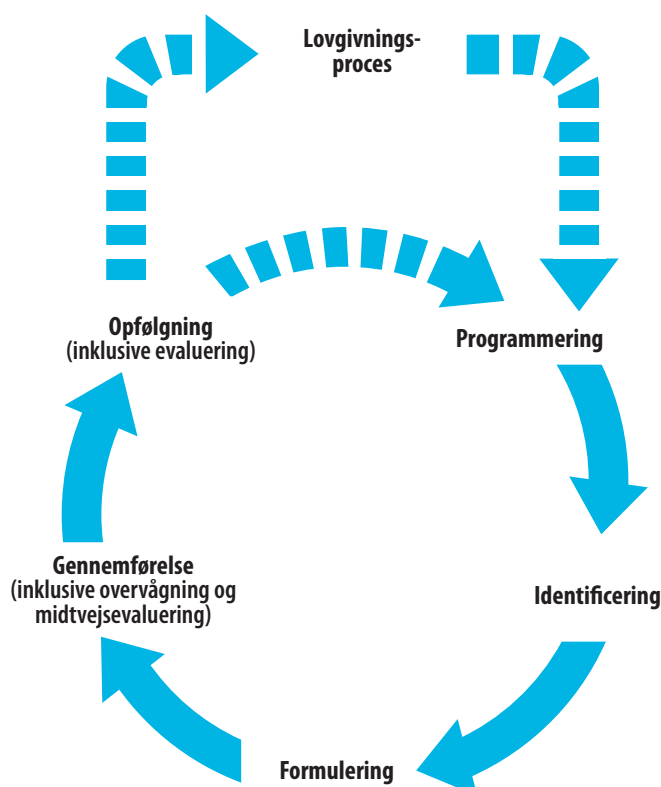 Lovgivnings-
proces
Opfølgning
(inklusive evaluering)
Programmering
Gennemførelse
(inklusive overvågning og
midtvejsevaluering)
Identificering
Formulering